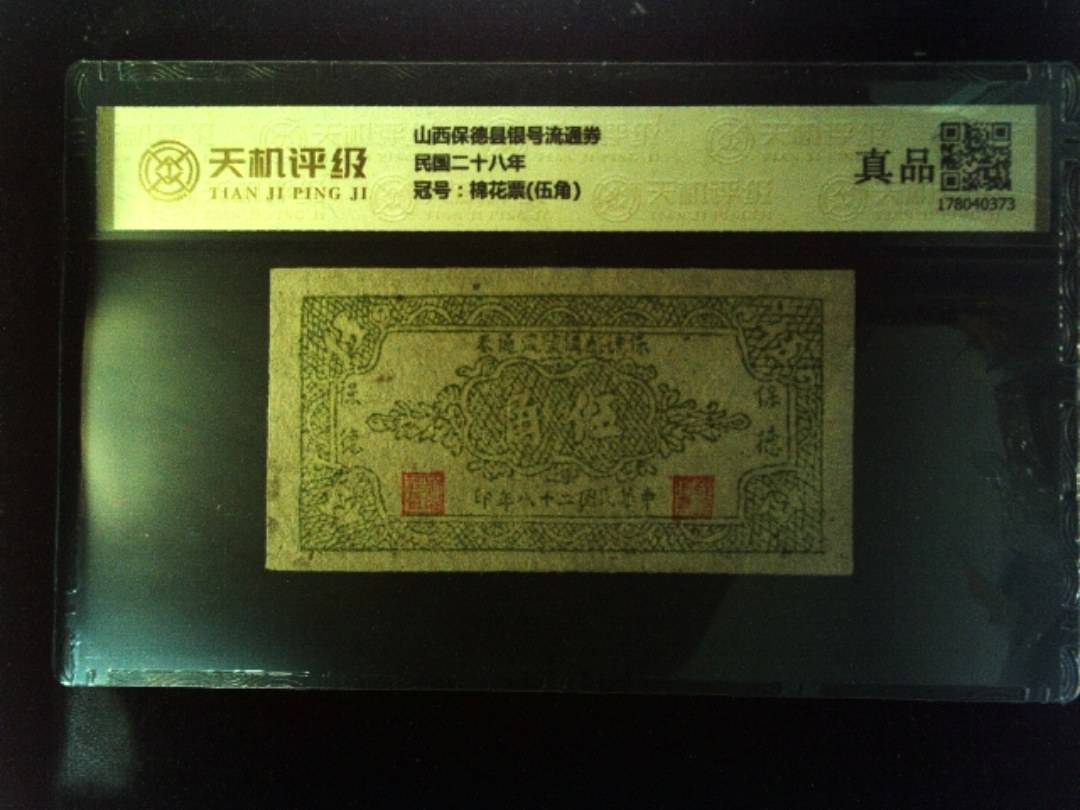 天机评级
TIAN JI PING JI
山西保德县银号流通券
民国二十八年
冠号：棉花票(伍角)
真品
178040373
角伍
保德
印年八十二国民華中